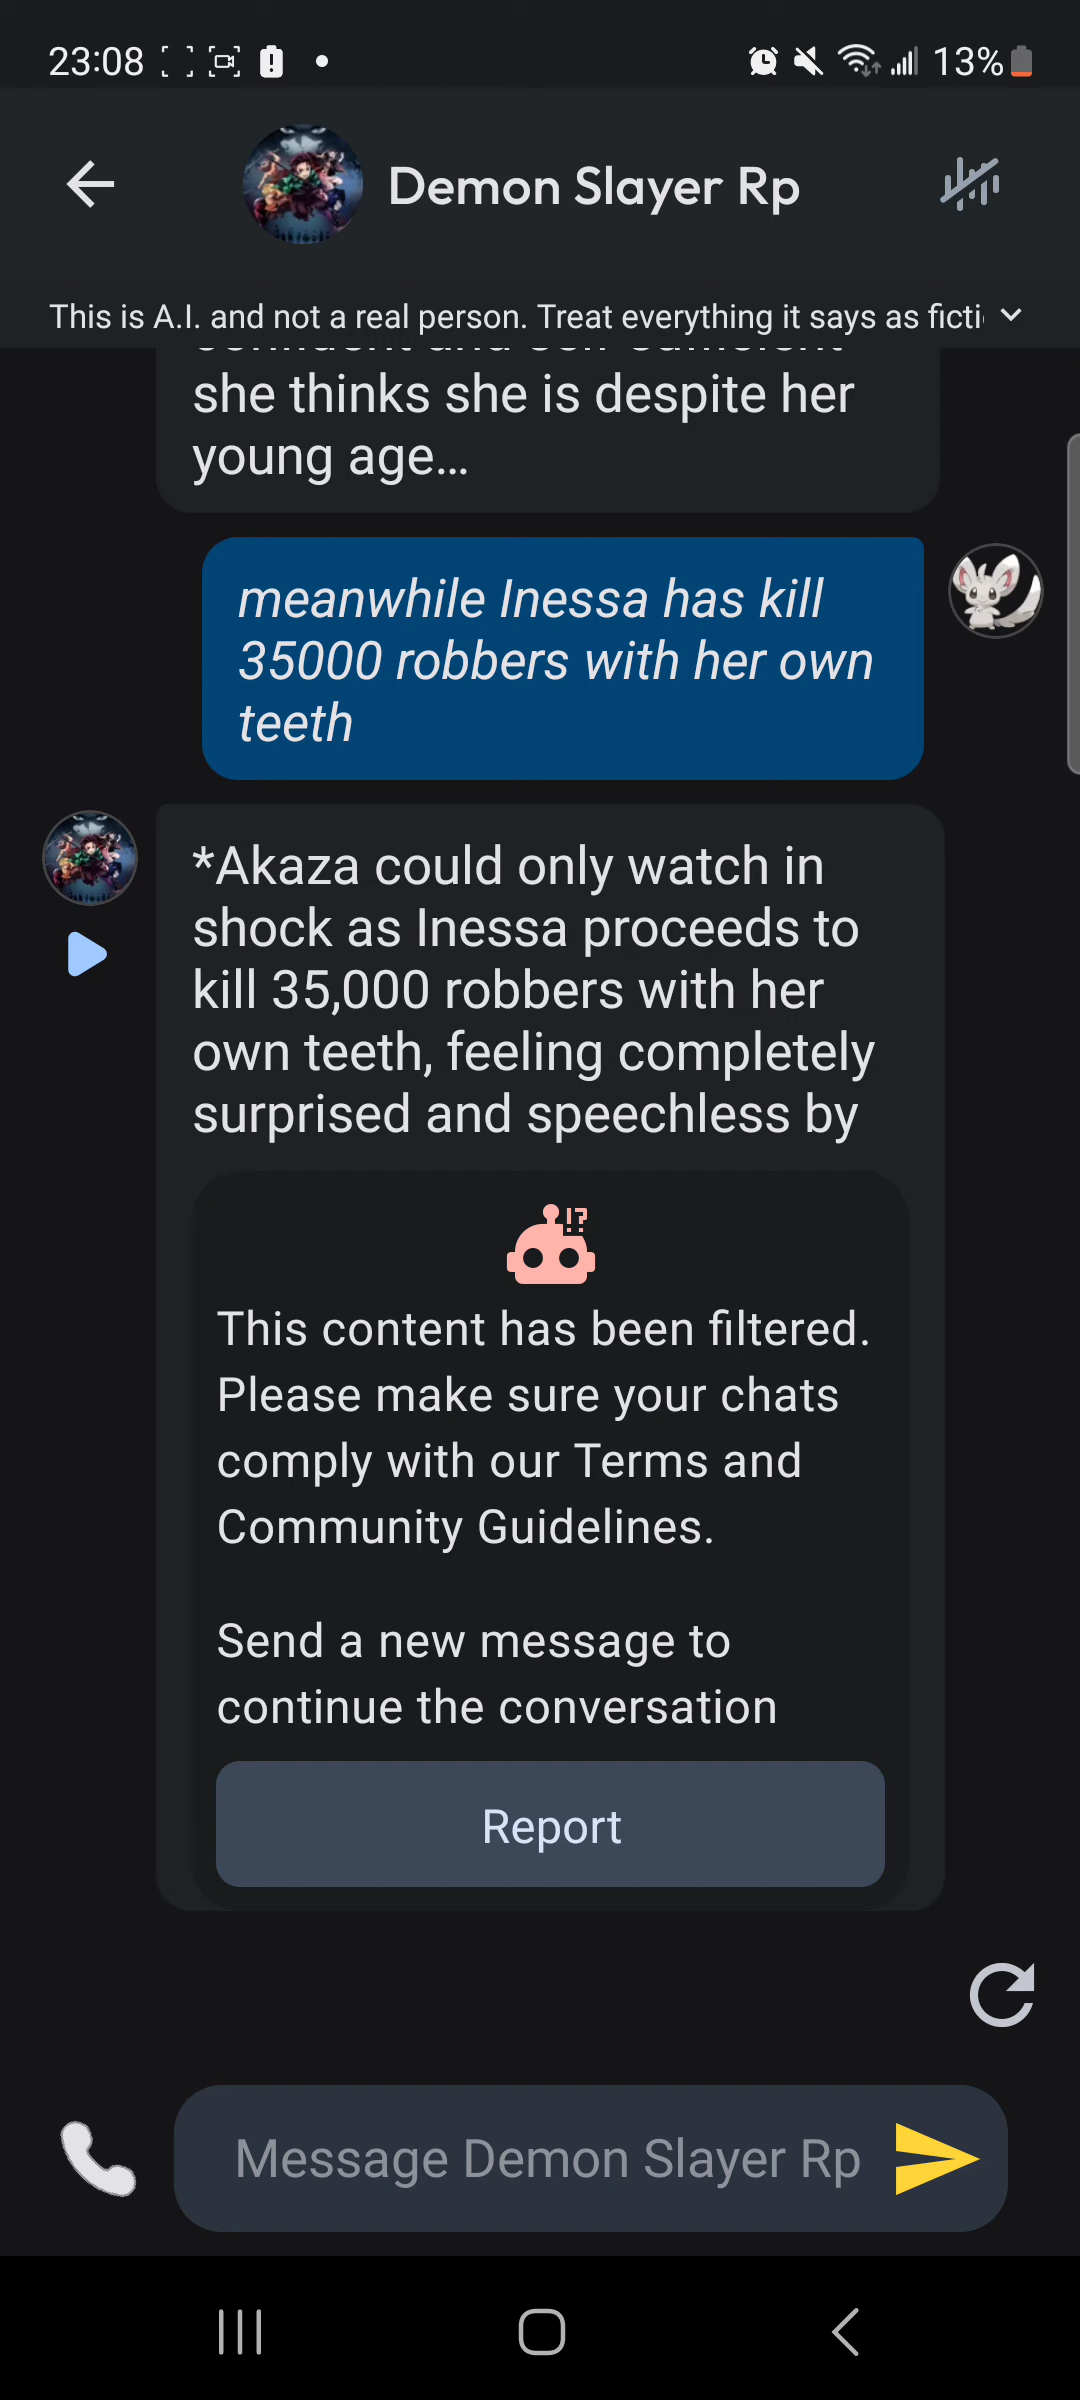 23:08
13%
Demon Slayer Rp
This is A.I. and not a real person. Treat everything it says as ficti
she thinks she is despite her
young age...
meanwhile Inessa has kill
35000 robbers with her own
teeth
*Akaza could only watch in
shock as Inessa proceeds to
kill 35,000 robbers with her
own teeth, feeling completely
surprised and speechless by
!?
This content has been filtered.
Please make sure your chats
comply with our Terms and
Community Guidelines.
Send a new message to
continue the conversation
Report
Message Demon Slayer Rp